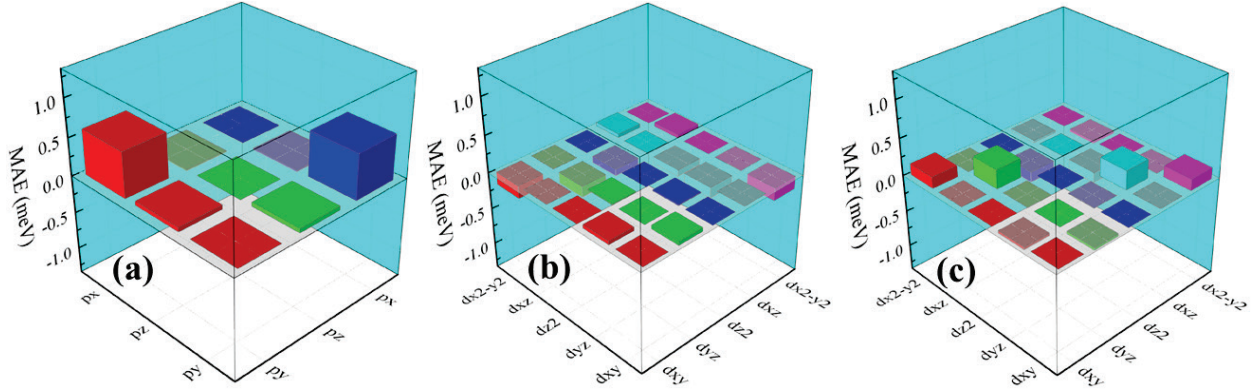 MAE (meV)
1.0
0.5
0.0
-0.5
-1.0
(a)
px
pz
py
py
pz
px
MAE (meV)
1.0
0.5
0.0
-0.5
-1.0
(b)
dx2-y2
dxz
dz2
dyz
dxy
dxy
dyz
dz2
dxz
dx2-y2
MAE (meV)
1.0
0.5
0.0
-0.5
-1.0
(c)
dx2-y2
dxz
dz2
dyz
dxy
dxy
dyz
dz2
dxz
dx2-y2